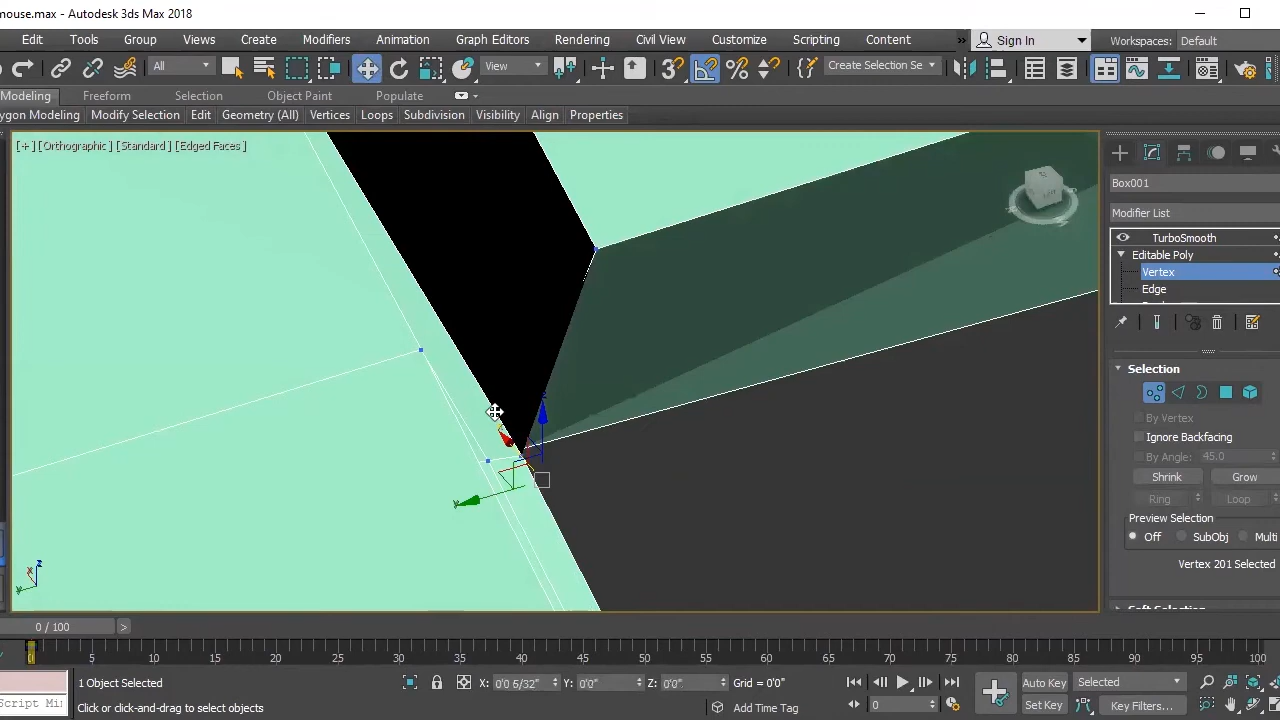 mouse.max - Autodesk 3ds Max 2018
Edit Tools Group Views Create Modifiers Animation Graph Editors Rendering Civil View Customize Scripting Content » Sign In Workspaces: Default
All View Create Selection Se
Modeling Freeform Selection Object Paint Populate
ygon Modeling Modify Selection Edit Geometry (All) Vertices Loops Subdivision Visibility Align Properties
[+] [Orthographic] [Standard] [Edged Faces]
Box001
Modifier List
TurboSmooth
Editable Poly
Vertex
Edge
Selection
By Vertex
Ignore Backfacing
By Angle: 45.0
Shrink Grow
Ring Loop
Preview Selection
Off SubObj Multi
Vertex 201 Selected
Soft Selection
y
z
x
y
0 / 100 >
0 5 10 15 20 25 30 35 40 45 50 55 60 65 70 75 80 85 90 95 100
1 Object Selected X: 0'0 5/32" Y: 0'0" Z: 0'0" Grid = 0'0" Auto Key Selected
Script Mi Click or click-and-drag to select objects Add Time Tag 0 Set Key Key Filters...